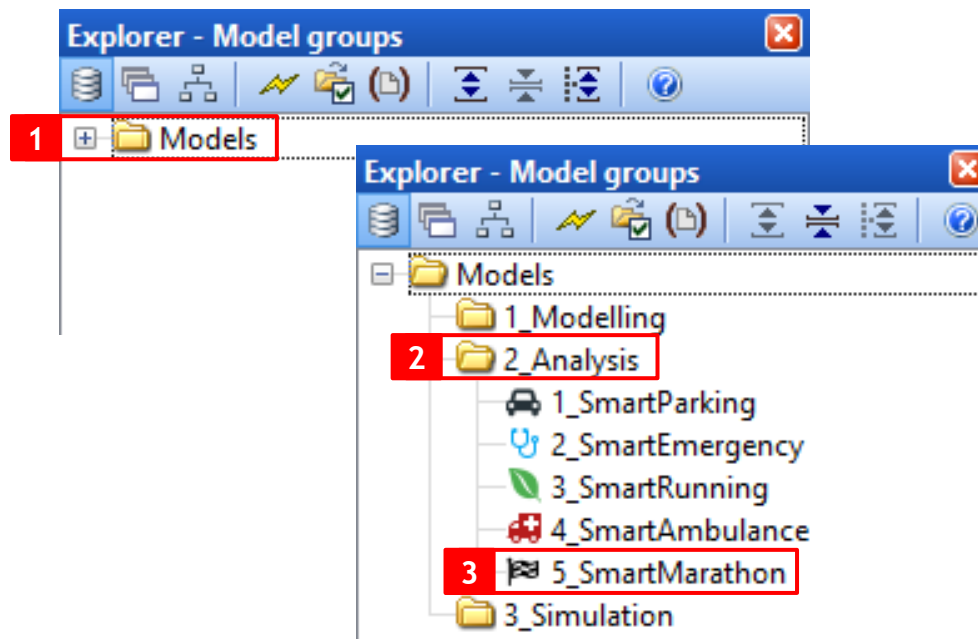 Explorer - Model groups
1 Models
Explorer - Model groups
Models
1_Modelling
2 2_Analysis
1_SmartParking
2_SmartEmergency
3_SmartRunning
4_SmartAmbulance
3 5_SmartMarathon
3_Simulation